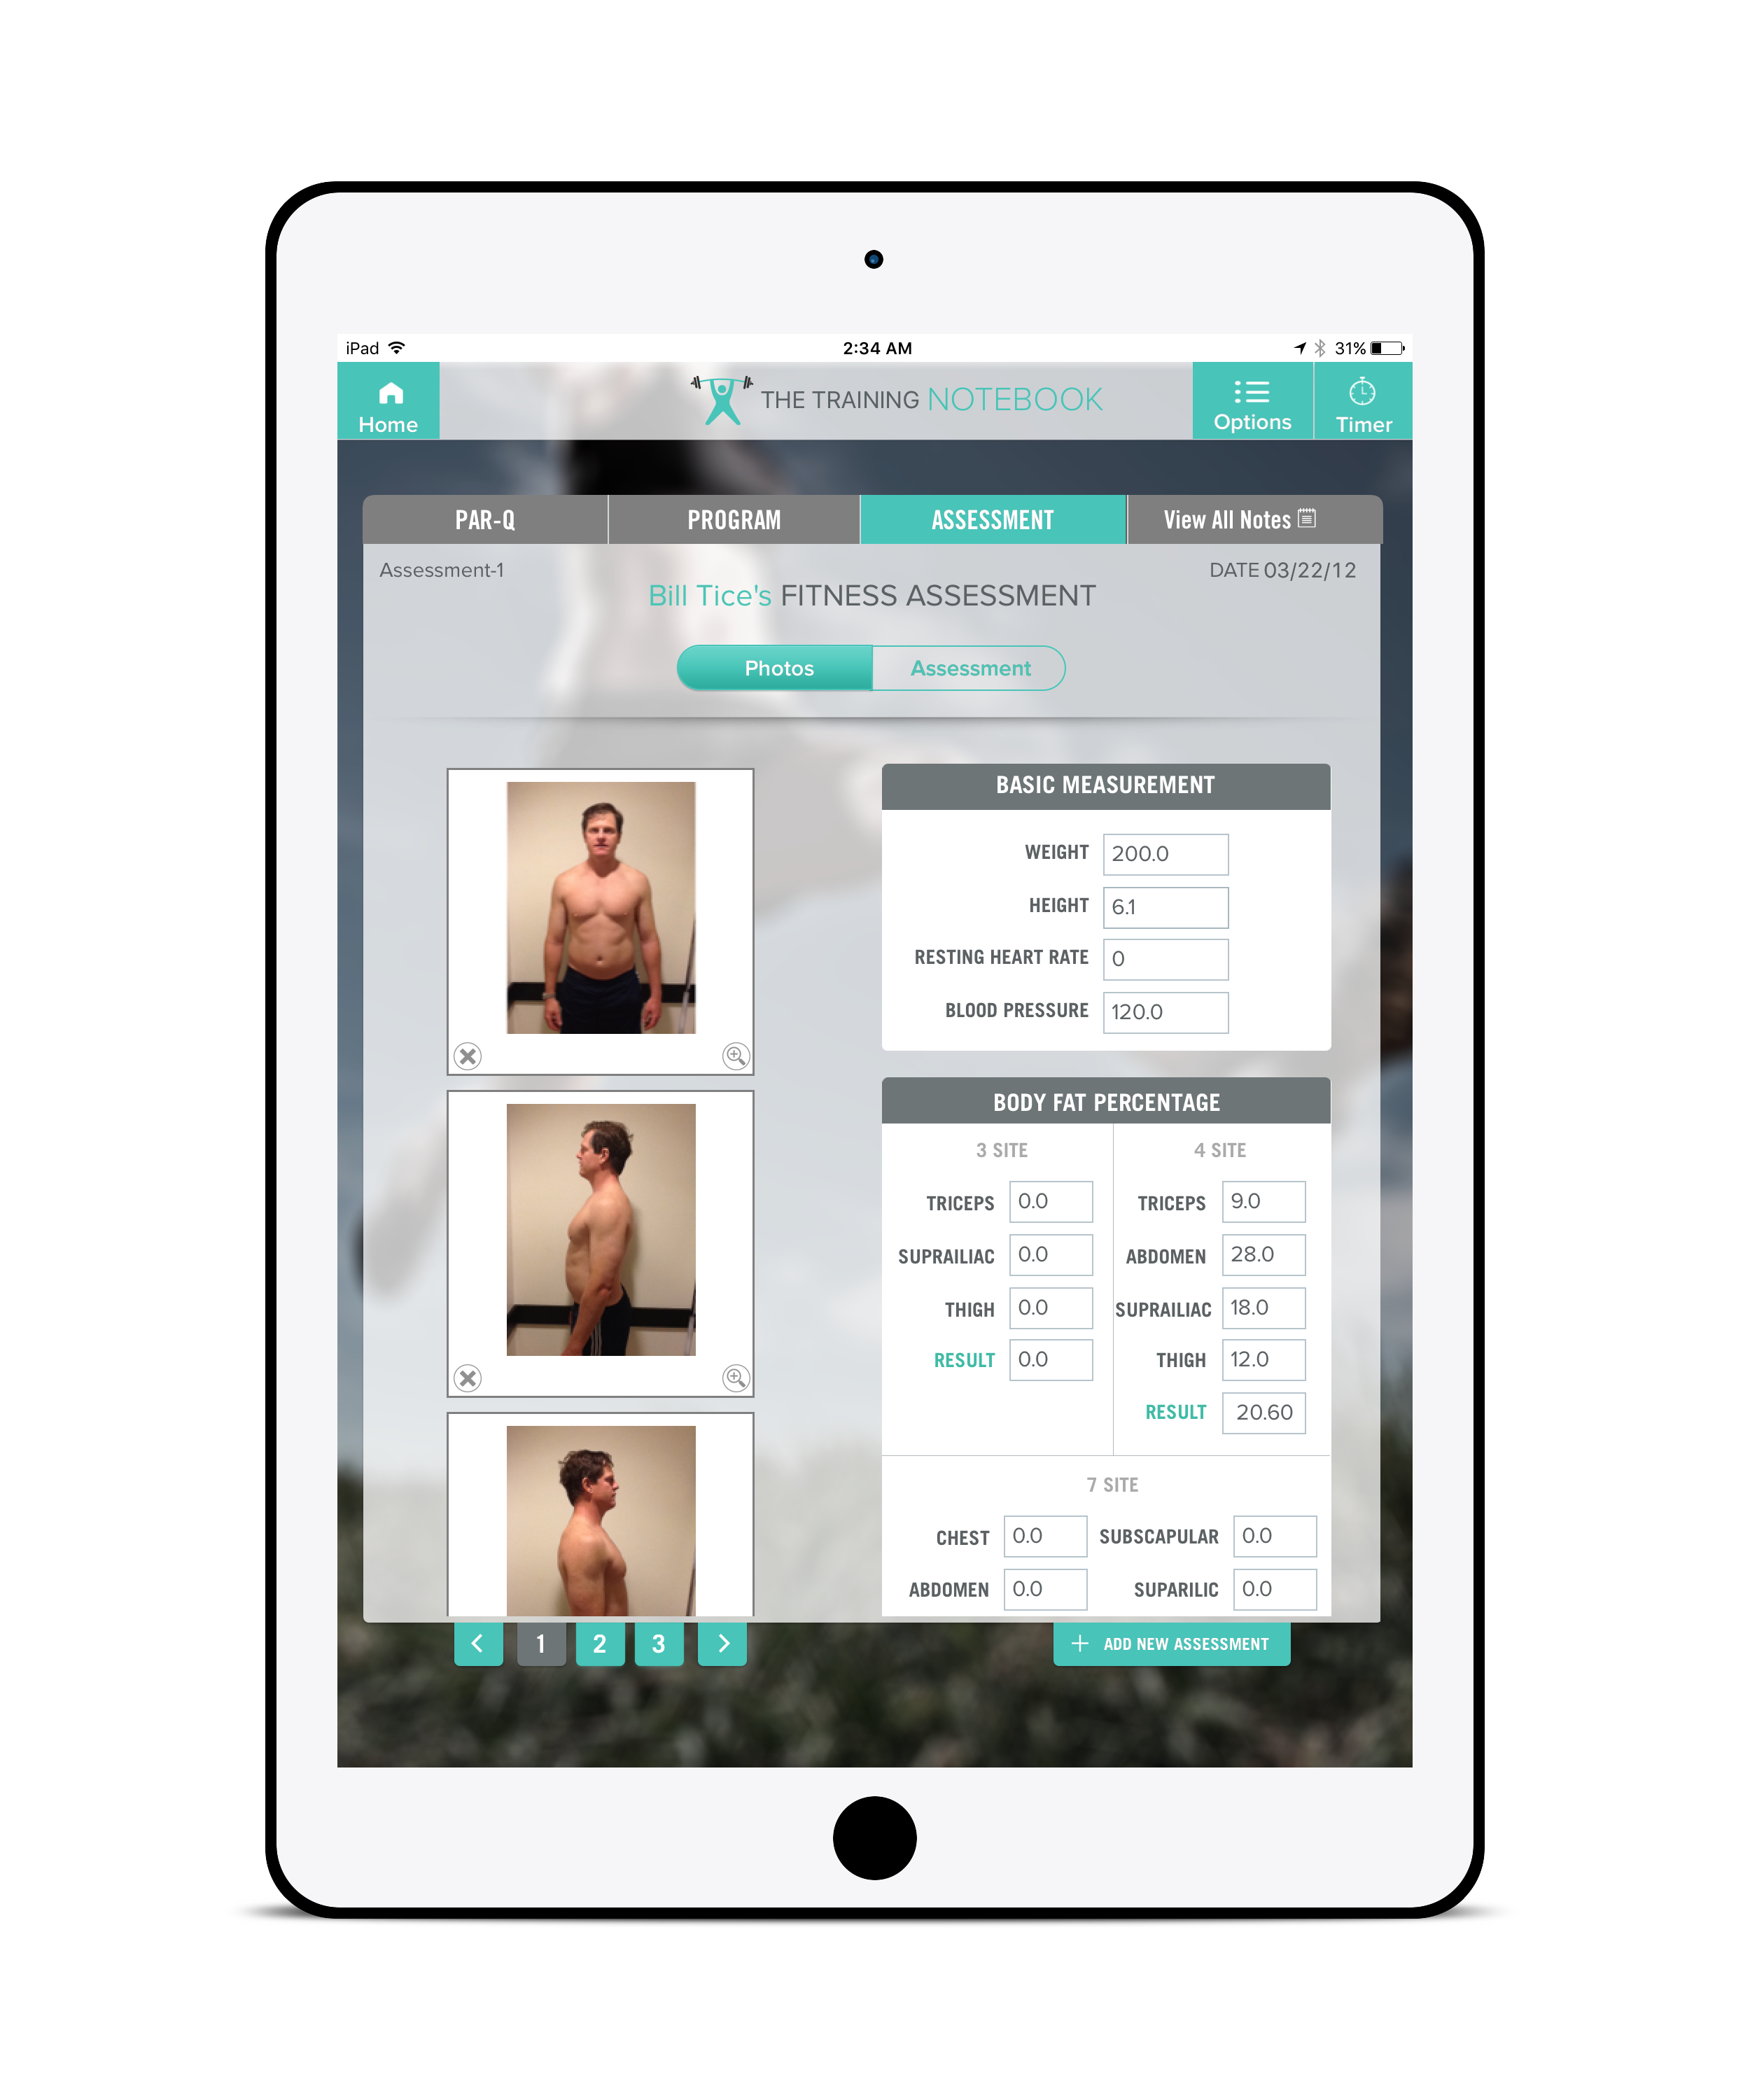 iPad 2:34 AM 31%
Home THE TRAINING NOTEBOOK Options Timer
PAR-Q PROGRAM ASSESSMENT View All Notes
Assessment-1 DATE 03/22/12
Bill Tice's FITNESS ASSESSMENT
Photos Assessment
BASIC MEASUREMENT
WEIGHT 200.0
HEIGHT 6.1
RESTING HEART RATE 0
BLOOD PRESSURE 120.0
BODY FAT PERCENTAGE
3 SITE 4 SITE
TRICEPS 0.0 TRICEPS 9.0
SUPRAILIAC 0.0 ABDOMEN 28.0
THIGH 0.0 SUPRAILIAC 18.0
RESULT 0.0 THIGH 12.0
RESULT 20.60
7 SITE
CHEST 0.0 SUBSCAPULAR 0.0
ABDOMEN 0.0 SUPARILIC 0.0
1 2 3 ADD NEW ASSESSMENT